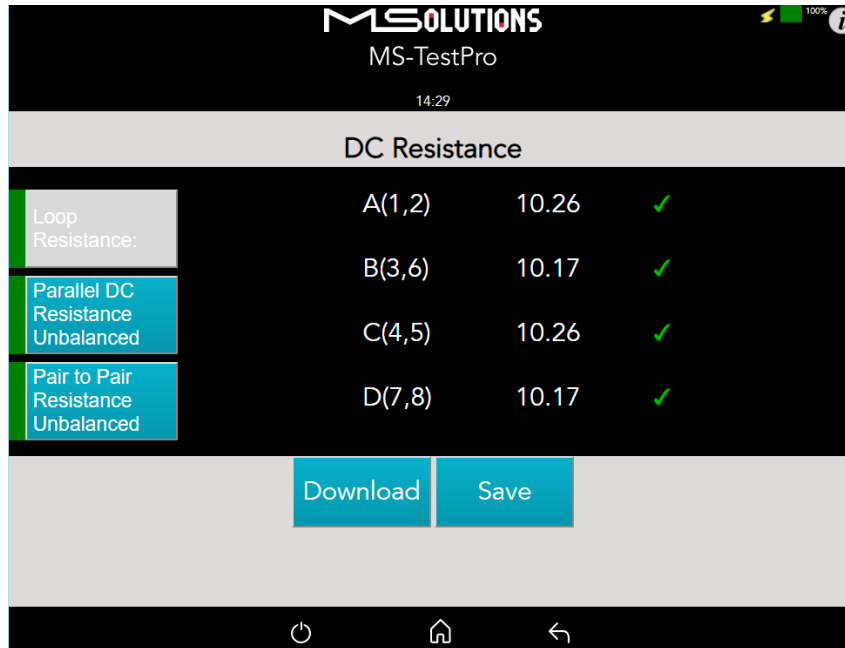 MSOLUTIONS
100%
i
MS-TestPro
14:29
DC Resistance
Loop
Resistance:
Parallel DC
Resistance
Unbalanced
Pair to Pair
Resistance
Unbalanced
A(1,2) 10.26 ✓
B(3,6) 10.17 ✓
C(4,5) 10.26 ✓
D(7,8) 10.17 ✓
Download Save